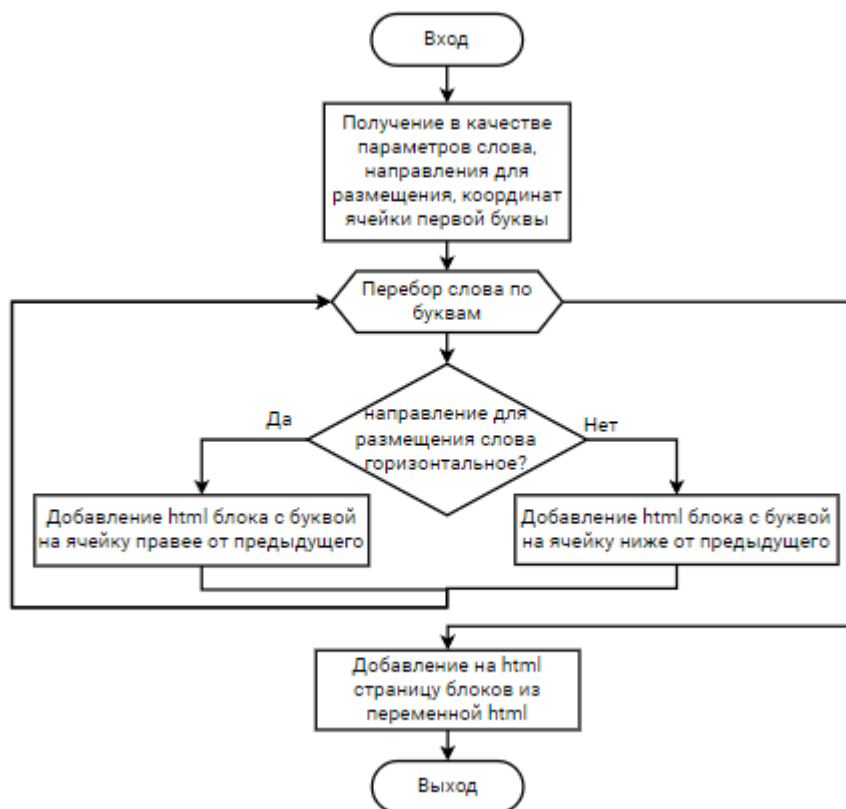 Вход
Получение в качестве
параметров слова,
направления для
размещения, координат
ячейки первой буквы
Перебор слова по
буквам
направление для
размещения слова
горизонтальное?
Да
Нет
Добавление html блока с буквой
на ячейку правее от предыдущего
Добавление html блока с буквой
на ячейку ниже от предыдущего
Добавление на html
страницу блоков из
переменной html
Выход